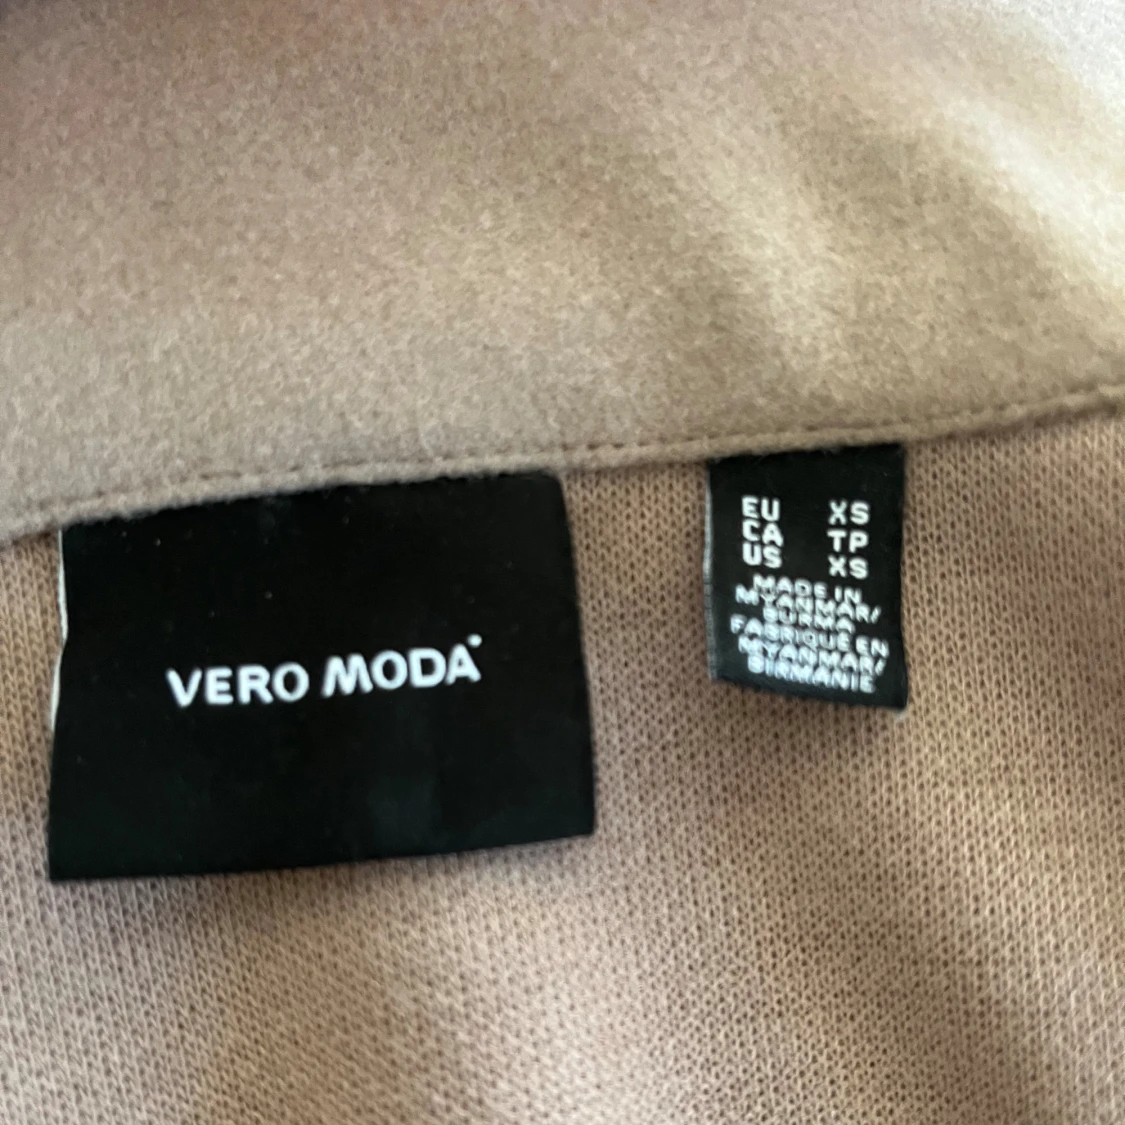 VERO MODA
EU XS
CA TP
US XS
MADE IN
MYANMAR/
BURMA
FABRIQUÉ EN
MYANMAR/
BIRMANIE